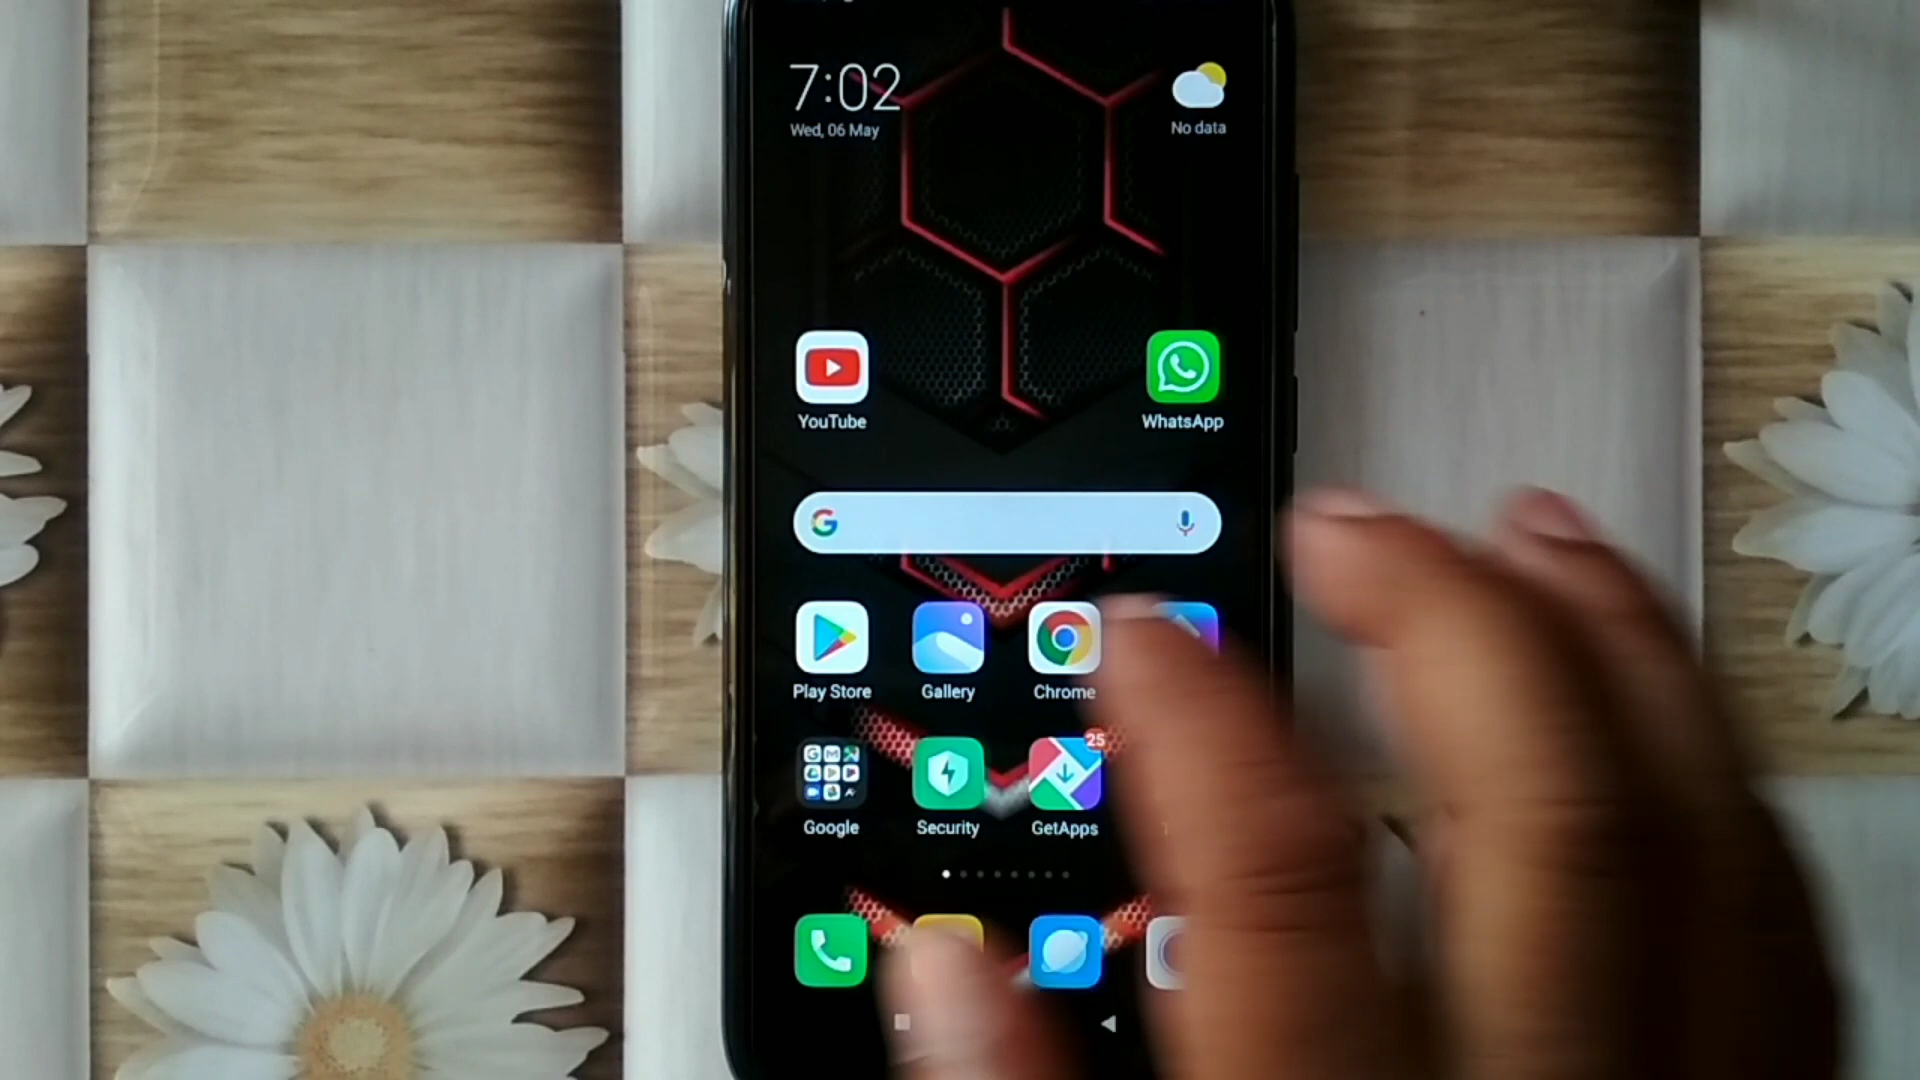 7:02
Wed, 06 May
No data
YouTube
WhatsApp
Play Store
Gallery
Chrome
25
Google
Security
GetApps